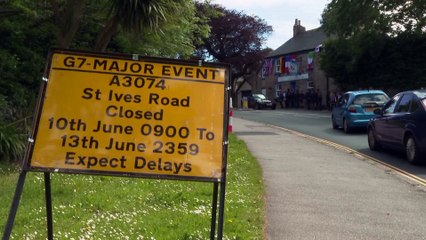 G7-MAJOR EVENT
A3074
St Ives Road
Closed
10th June 0900 To
13th June 2359
Expect Delays